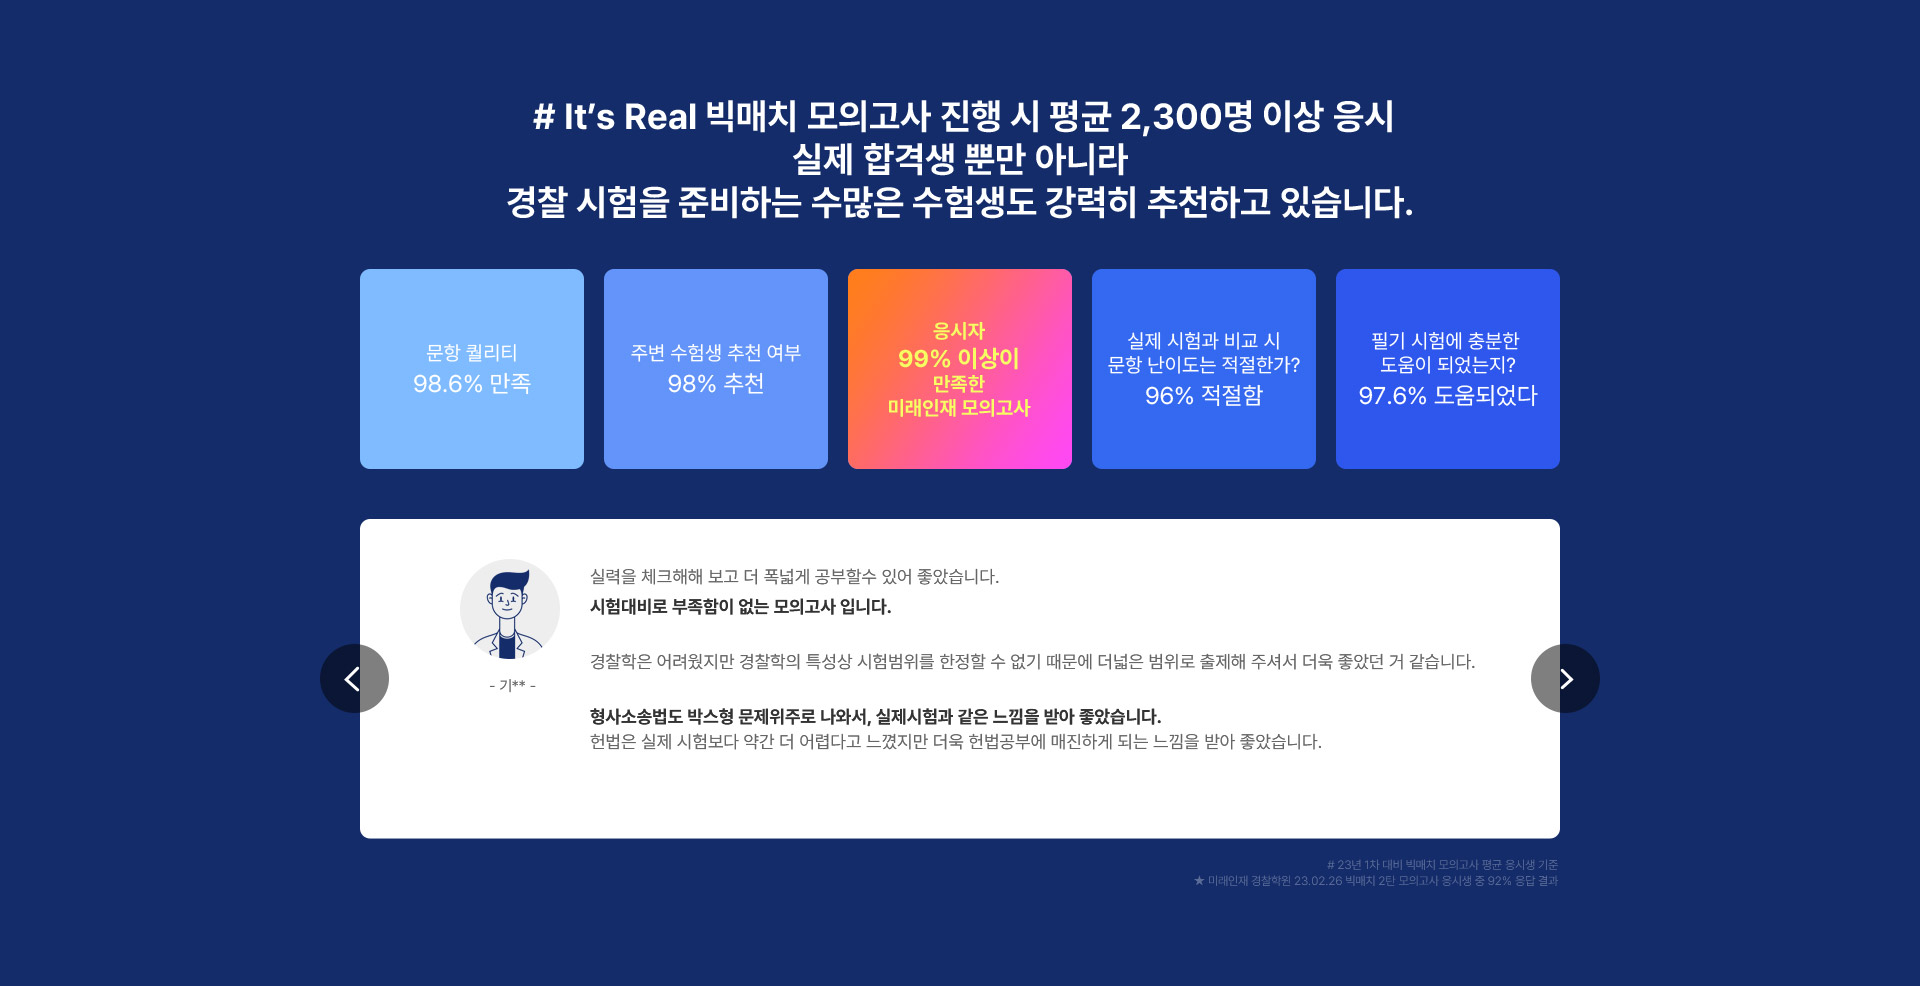 # It's Real 빅매치 모의고사 진행 시 평균 2,300명 이상 응시
실제 합격생 뿐만 아니라
경찰 시험을 준비하는 수많은 수험생도 강력히 추천하고 있습니다.
문항 퀄리티
98.6% 만족
주변 수험생 추천 여부
98% 추천
응시자
99% 이상이
만족한
미래인재 모의고사
실제 시험과 비교 시
문항 난이도는 적절한가?
96% 적절함
필기 시험에 충분한
도움이 되었는지?
97.6% 도움되었다
실력을 체크해해 보고 더 폭넓게 공부할수 있어 좋았습니다.
시험대비로 부족함이 없는 모의고사 입니다.
경찰학은 어려웠지만 경찰학의 특성상 시험범위를 한정할 수 없기 때문에 더넓은 범위로 출제해 주셔서 더욱 좋았던 거 같습니다.
- 기** -
형사소송법도 박스형 문제위주로 나와서, 실제시험과 같은 느낌을 받아 좋았습니다.
헌법은 실제 시험보다 약간 더 어렵다고 느꼈지만 더욱 헌법공부에 매진하게 되는 느낌을 받아 좋았습니다.
# 23년 1차 대비 빅매치 모의고사 평균 응시생 기준
★ 미래인재 경찰학원 23.02.26 빅매치 2탄 모의고사 응시생 중 92% 응답 결과